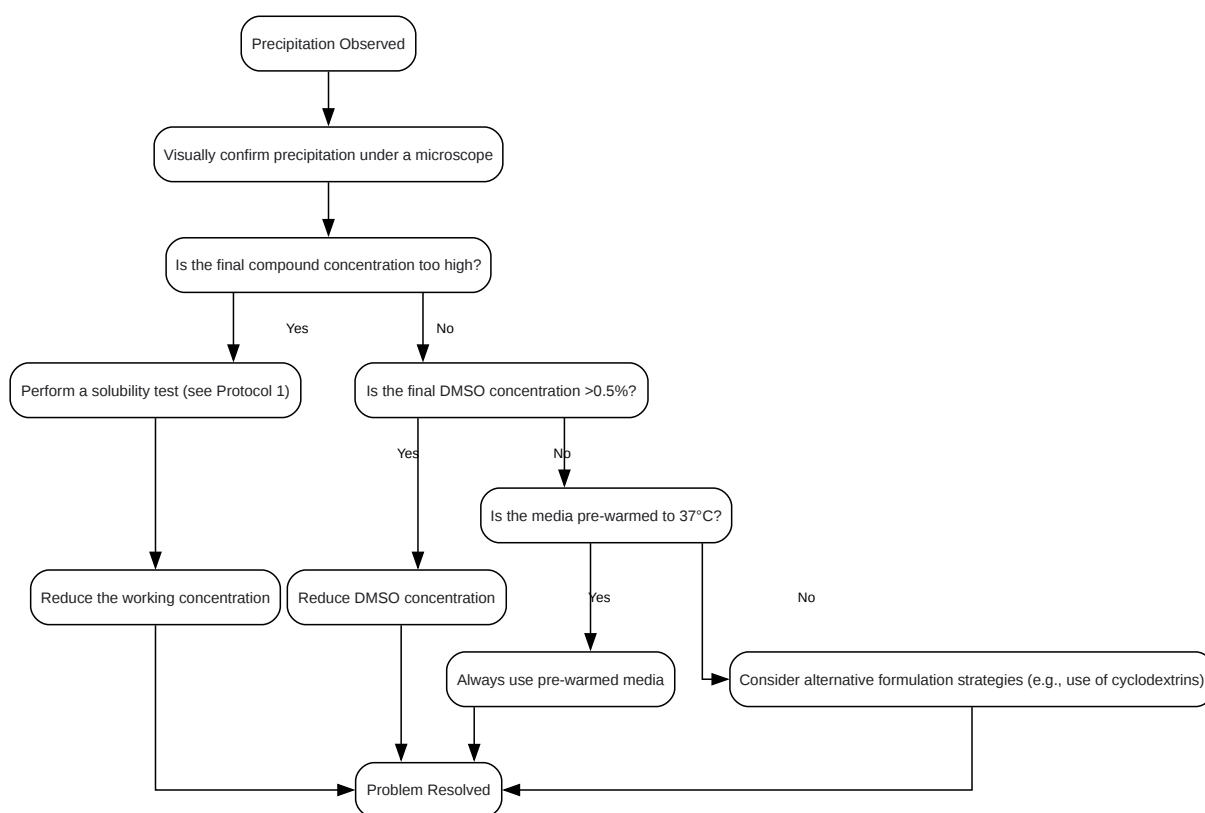 Precipitation Observed
Visually confirm precipitation under a microscope
Is the final compound concentration too high?
Yes
No
Perform a solubility test (see Protocol 1)
Is the final DMSO concentration >0.5%?
Yes
No
Is the media pre-warmed to 37°C?
Reduce the working concentration
Reduce DMSO concentration
Yes
No
Always use pre-warmed media
Consider alternative formulation strategies (e.g., use of cyclodextrins)
Problem Resolved